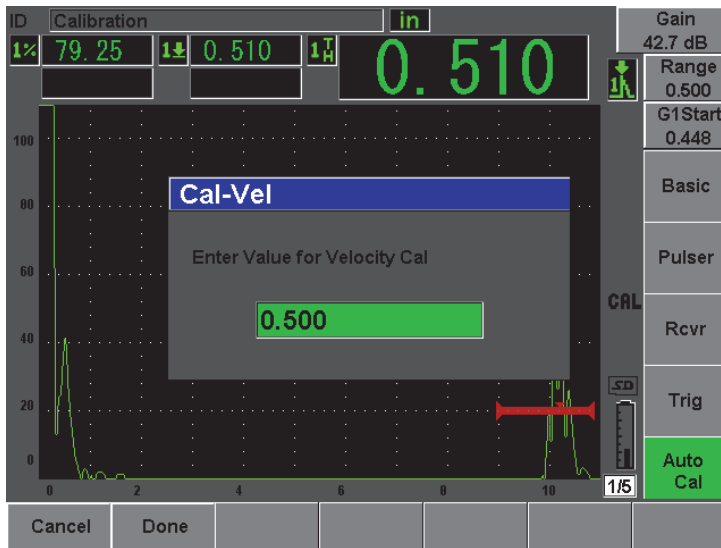 ID Calibration in
1% 79.25 1 0.510 1 T H 0.510
Gain
42.7 dB
Range
0.500
G1Start
0.448
Basic
Pulser
Rcvr
Trig
Auto
Cal
100
80
60
40
20
0
0 2 4 6 8 10
Cal-Vel
Enter Value for Velocity Cal
0.500
CAL
SD
1/5
Cancel Done